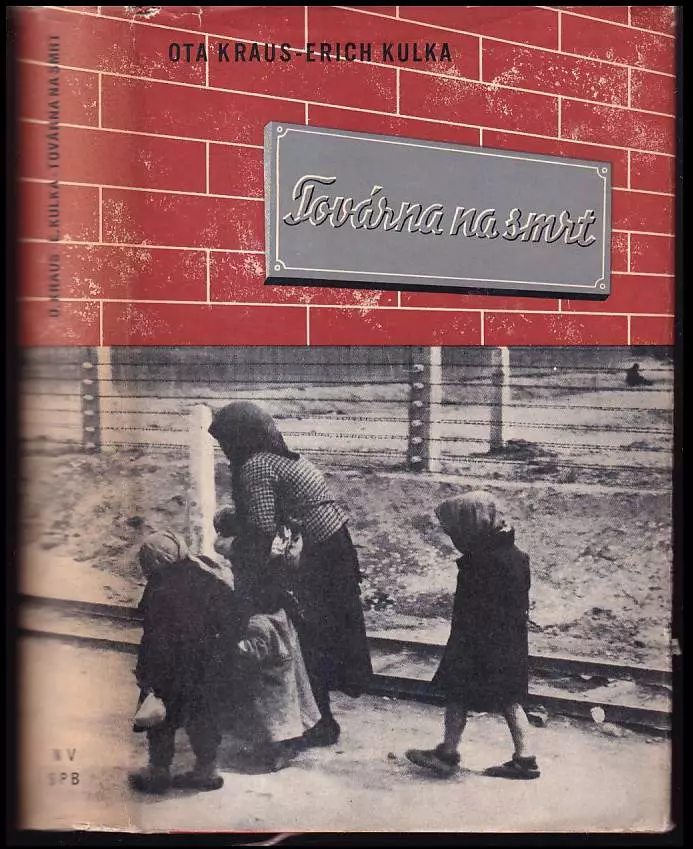 OTA KRAUS-ERICH KULKA
Továrna na smrt
O. KRAUS - E. KULKA - TOVÁRNA NA SMRT
NV
SPB